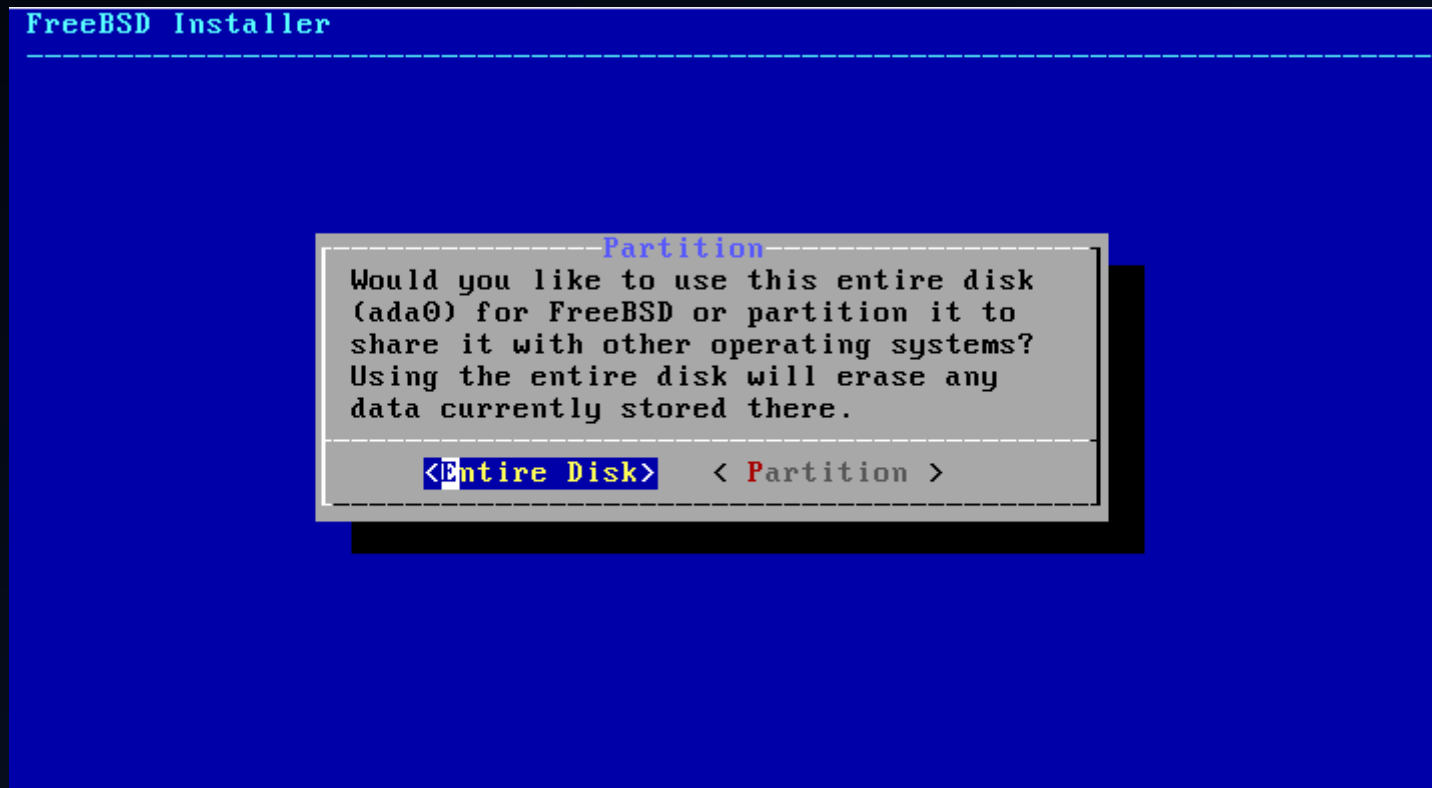 FreeBSD Installer
Partition
Would you like to use this entire disk
(ada0) for FreeBSD or partition it to
share it with other operating systems?
Using the entire disk will erase any
data currently stored there.
<Entire Disk> < Partition >